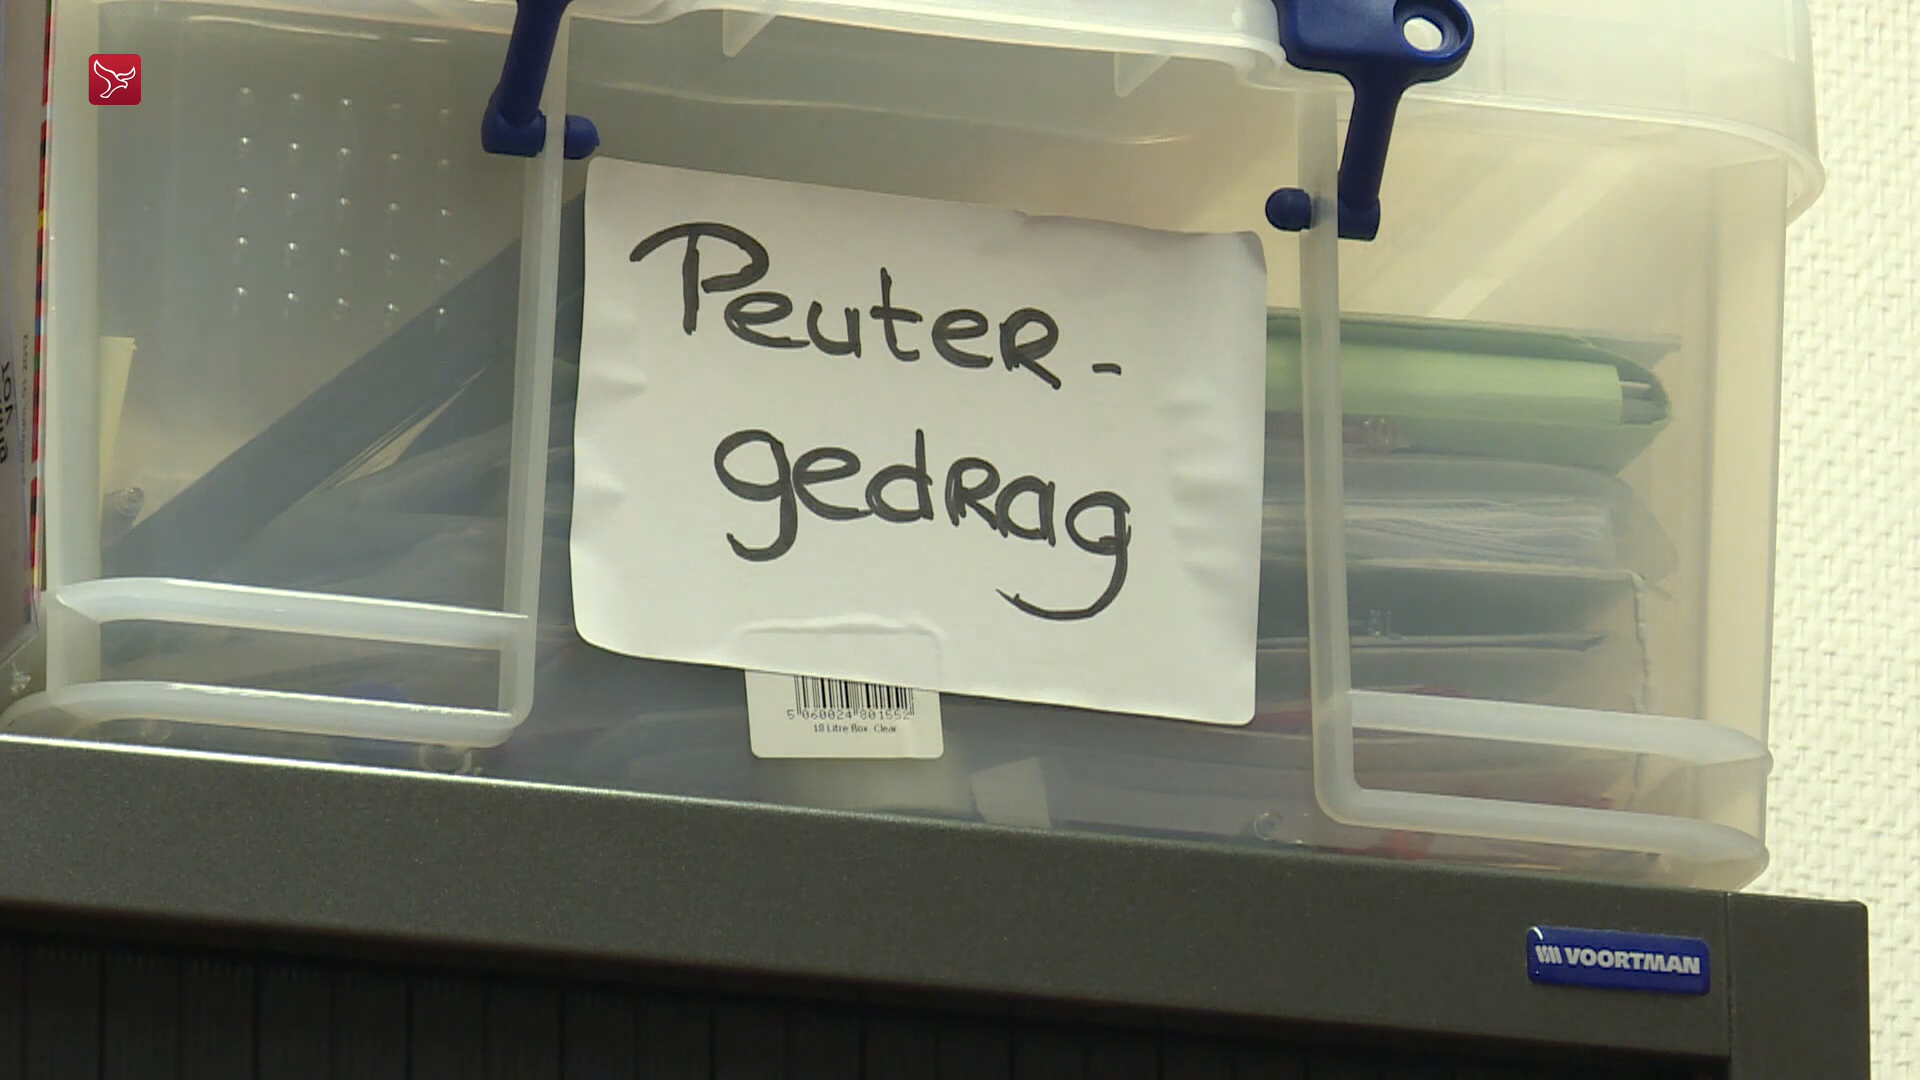 PeuteR-
gedRag
5 060024 801552
18 Litre Box Clear
VOORTMAN